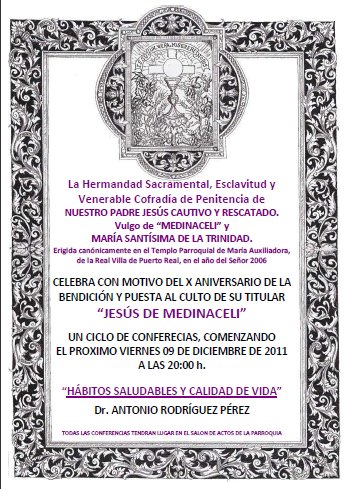 La Hermandad Sacramental, Esclavitud y
Venerable Cofradía de Penitencia de
NUESTRO PADRE JESÚS CAUTIVO Y RESCATADO.
Vulgo de “MEDINACELI” y
MARÍA SANTÍSIMA DE LA TRINIDAD.
Erigida canónicamente en el Templo Parroquial de María Auxiliadora,
de la Real Villa de Puerto Real, en el año del Señor 2006
CELEBRA CON MOTIVO DEL X ANIVERSARIO DE LA
BENDICIÓN Y PUESTA AL CULTO DE SU TITULAR
“JESÚS DE MEDINACELI”
UN CICLO DE CONFERECIAS, COMENZANDO
EL PROXIMO VIERNES 09 DE DICIEMBRE DE 2011
A LAS 20:00 h.
“HÁBITOS SALUDABLES Y CALIDAD DE VIDA”
Dr. ANTONIO RODRÍGUEZ PÉREZ
TODAS LAS CONFERENCIAS TENDRAN LUGAR EN EL SALON DE ACTOS DE LA PARROQUIA